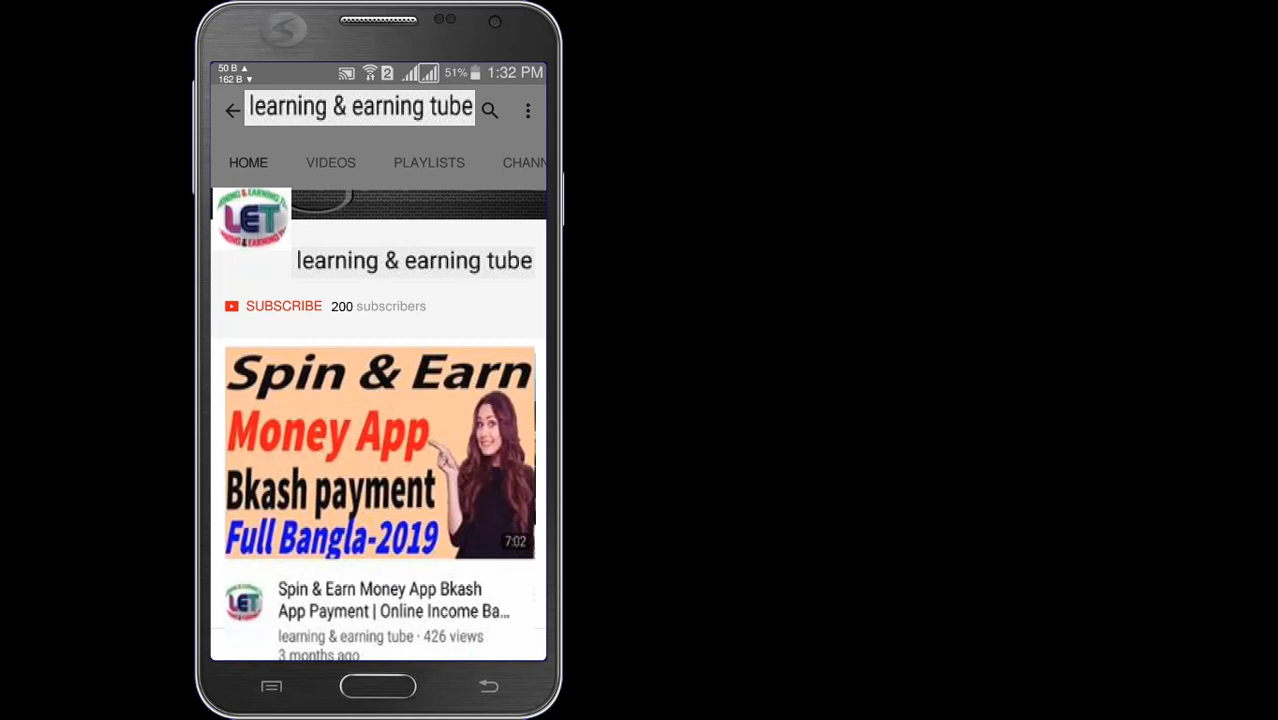 50 B
162 B
2
51%
1:32 PM
learning & earning tube
HOME
VIDEOS
PLAYLISTS
CHANN
LET
learning & earning tube
SUBSCRIBE 200 subscribers
Spin & Earn
Money App
Bkash payment
Full Bangla-2019
7:02
LET
Spin & Earn Money App Bkash
App Payment | Online Income Ba...
learning & earning tube · 426 views
3 months ago